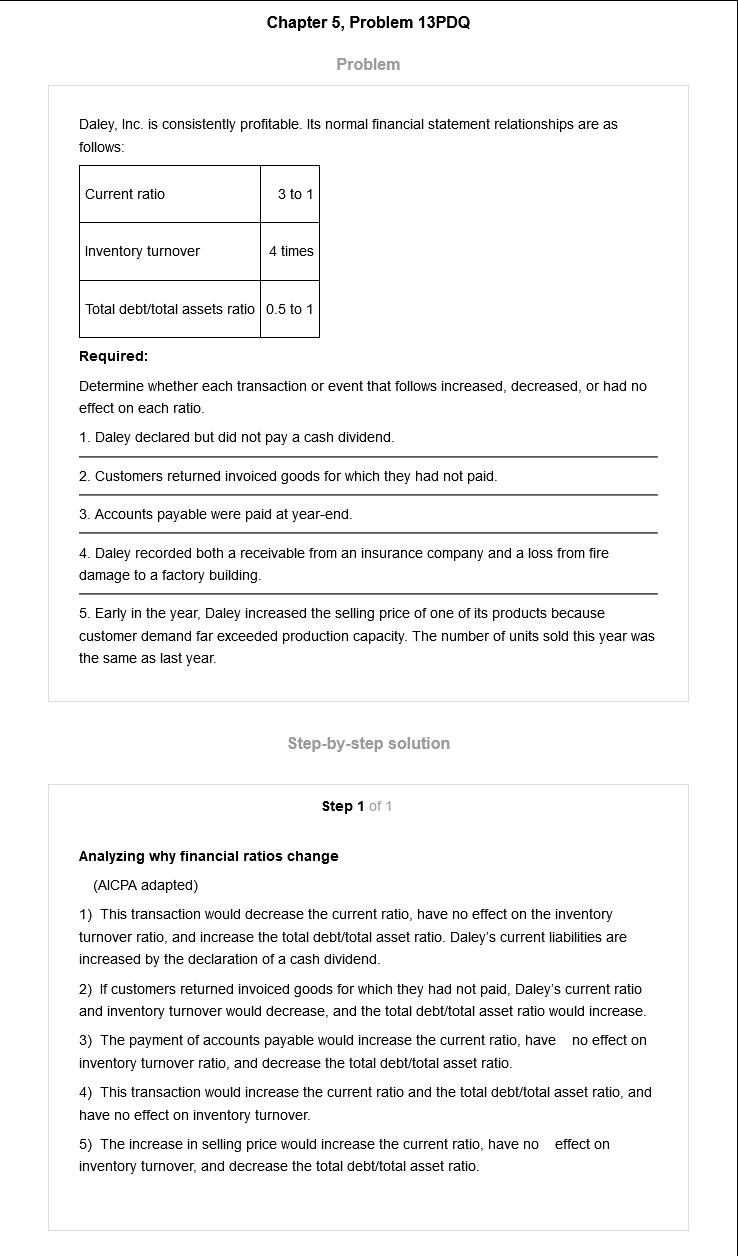 Chapter 5, Problem 13PDQ
Problem
Daley, Inc. is consistently profitable. Its normal financial statement relationships are as
follows:
Current ratio 3 to 1
Inventory turnover 4 times
Total debt/total assets ratio 0.5 to 1
Required:
Determine whether each transaction or event that follows increased, decreased, or had no
effect on each ratio.
1. Daley declared but did not pay a cash dividend.
2. Customers returned invoiced goods for which they had not paid.
3. Accounts payable were paid at year-end.
4. Daley recorded both a receivable from an insurance company and a loss from fire
damage to a factory building.
5. Early in the year, Daley increased the selling price of one of its products because
customer demand far exceeded production capacity. The number of units sold this year was
the same as last year.
Step-by-step solution
Step 1 of 1
Analyzing why financial ratios change
(AICPA adapted)
1) This transaction would decrease the current ratio, have no effect on the inventory
turnover ratio, and increase the total debt/total asset ratio. Daley's current liabilities are
increased by the declaration of a cash dividend.
2) If customers returned invoiced goods for which they had not paid, Daley's current ratio
and inventory turnover would decrease, and the total debt/total asset ratio would increase.
3) The payment of accounts payable would increase the current ratio, have no effect on
inventory turnover ratio, and decrease the total debt/total asset ratio.
4) This transaction would increase the current ratio and the total debt/total asset ratio, and
have no effect on inventory turnover.
5) The increase in selling price would increase the current ratio, have no effect on
inventory turnover, and decrease the total debt/total asset ratio.